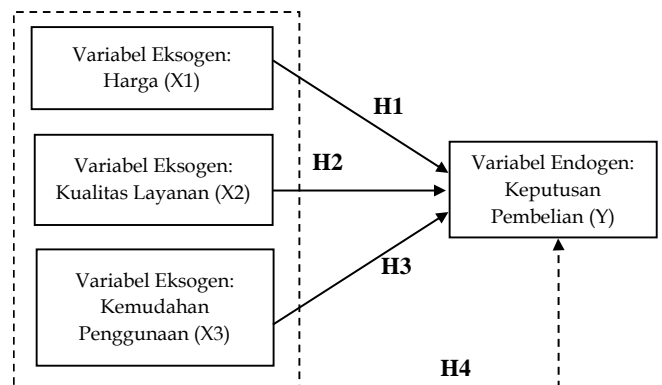 Variabel Eksogen:
Harga (X1)
H1
Variabel Eksogen:
Kualitas Layanan (X2)
H2
Variabel Endogen:
Keputusan
Pembelian (Y)
Variabel Eksogen:
Kemudahan
Penggunaan (X3)
H3
H4